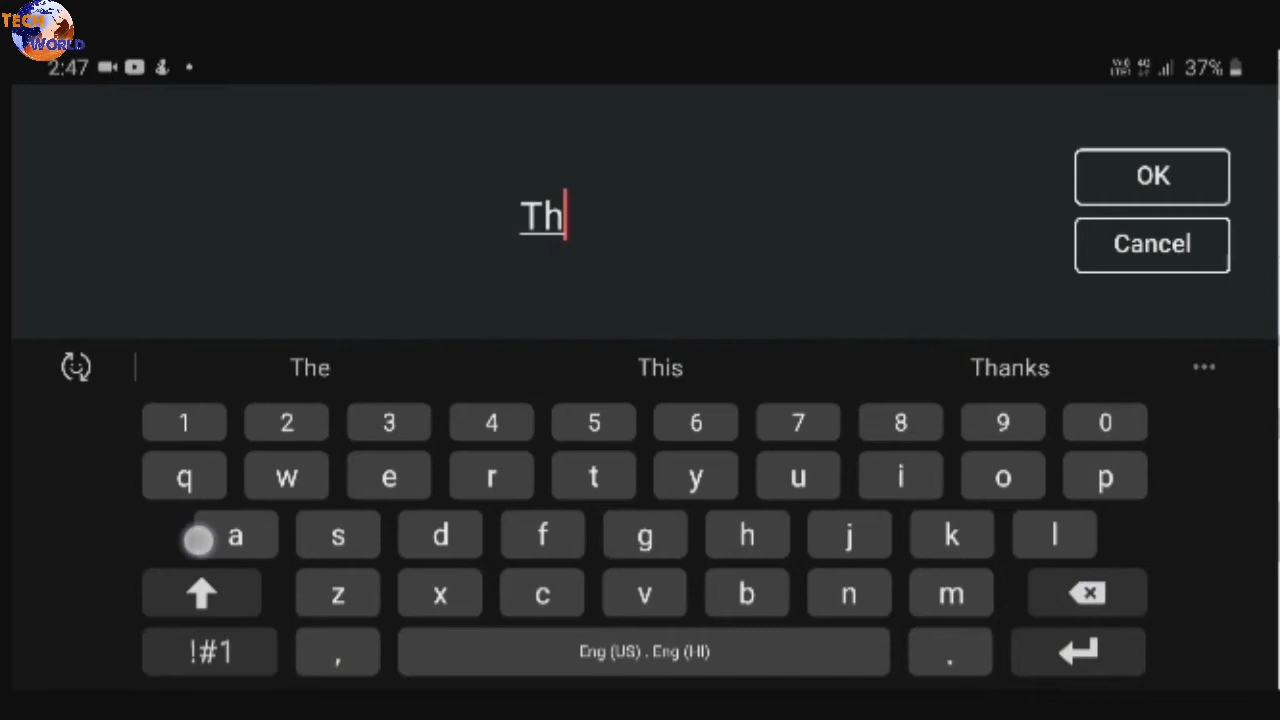 TECH
WORLD
2:47
37%
OK
Th
Cancel
The This Thanks •••
1 2 3 4 5 6 7 8 9 0
q w e r t y u i o p
a s d f g h j k l
z x c v b n m
!#1 , Eng (US) . Eng (HI) .